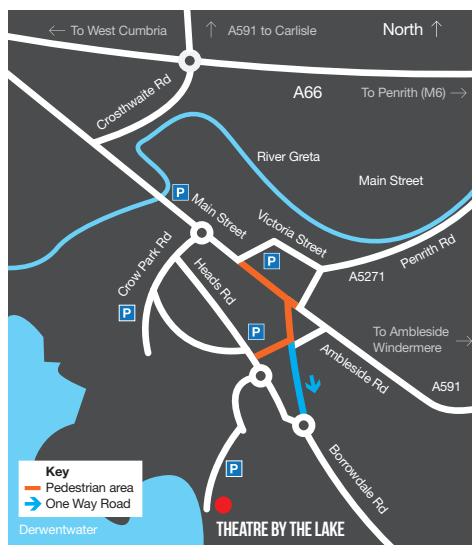 ← To West Cumbria
↑ A591 to Carlisle
North ↑
A66
To Penrith (M6) →
Crosthwaite Rd
River Greta
Main Street
P
Main Street
Victoria Street
P
Penrith Rd
A5271
Crow Park Rd
Heads Rd
P
P
To Ambleside
Windermere
Ambleside Rd
A591
Borrowdale Rd
P
Key
Pedestrian area
One Way Road
Derwentwater
THEATRE BY THE LAKE